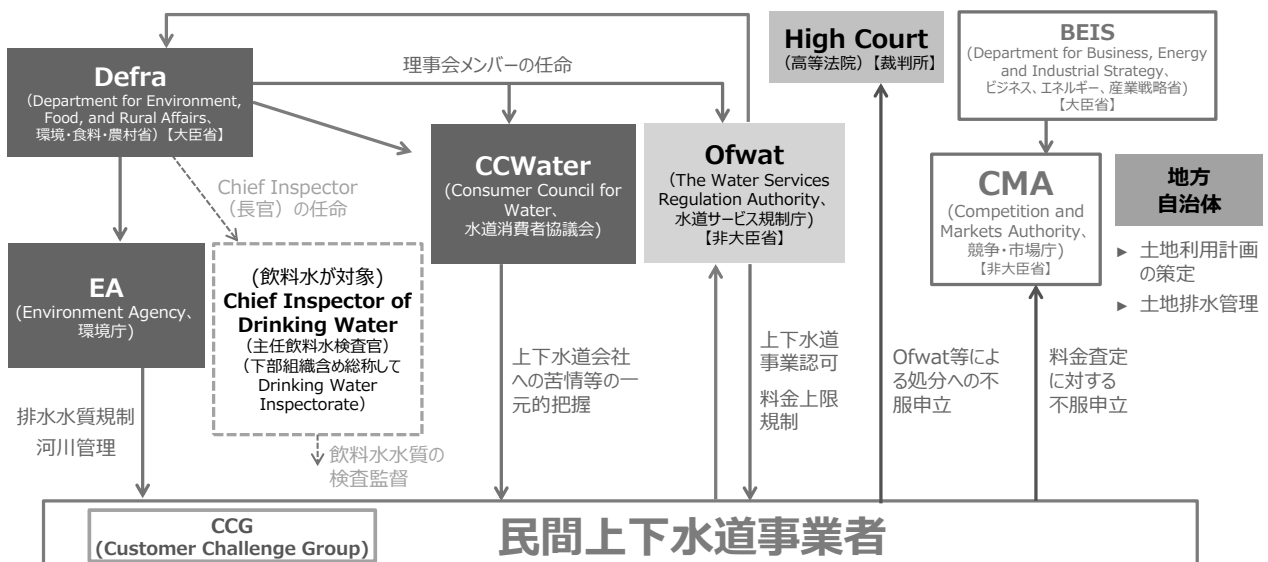 Defra
(Department for Environment,
Food, and Rural Affairs、
環境・食料・農村省)【大臣省】
理事会メンバーの任命
High Court
(高等法院)【裁判所】
BEIS
(Department for Business, Energy
and Industrial Strategy、
ビジネス、エネルギー、産業戦略省)
【大臣省】
Chief Inspector
(長官)の任命
CCWater
(Consumer Council for
Water、
水道消費者協議会)
Ofwat
(The Water Services
Regulation Authority、
水道サービス規制庁)
【非大臣省】
CMA
(Competition and
Markets Authority、
競争・市場庁)
【非大臣省】
地方
自治体
► 土地利用計画
の策定
► 土地排水管理
EA
(Environment Agency、
環境庁)
(飲料水が対象)
Chief Inspector of
Drinking Water
(主任飲料水検査官)
(下部組織含め総称して
Drinking Water
Inspectorate)
排水水質規制
河川管理
飲料水水質の
検査監督
上下水道会社
への苦情等の一
元的把握
上下水道
事業認可
料金上限
規制
Ofwat等によ
る処分への不
服申立
料金査定
に対する
不服申立
CCG
(Customer Challenge Group)
民間上下水道事業者